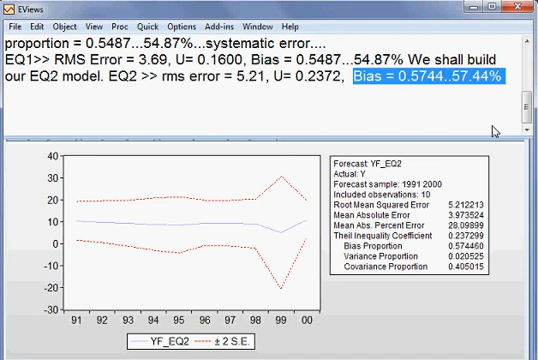 EViews
File Edit Object View Proc Quick Options Add-ins Window Help
proportion = 0.5487...54.87%...systematic error....
EQ1>> RMS Error = 3.69, U= 0.1600, Bias = 0.5487...54.87% We shall build
our EQ2 model. EQ2 >> rms error = 5.21, U= 0.2372, Bias = 0.5744..57.44%
40
30
20
10
0
-10
-20
-30
91 92 93 94 95 96 97 98 99 00
YF_EQ2 ± 2 S.E.
Forecast: YF_EQ2
Actual: Y
Forecast sample: 1991 2000
Included observations: 10
Root Mean Squared Error 5.212213
Mean Absolute Error 3.973524
Mean Abs. Percent Error 28.09899
Theil Inequality Coefficient 0.237299
Bias Proportion 0.574460
Variance Proportion 0.020525
Covariance Proportion 0.405015